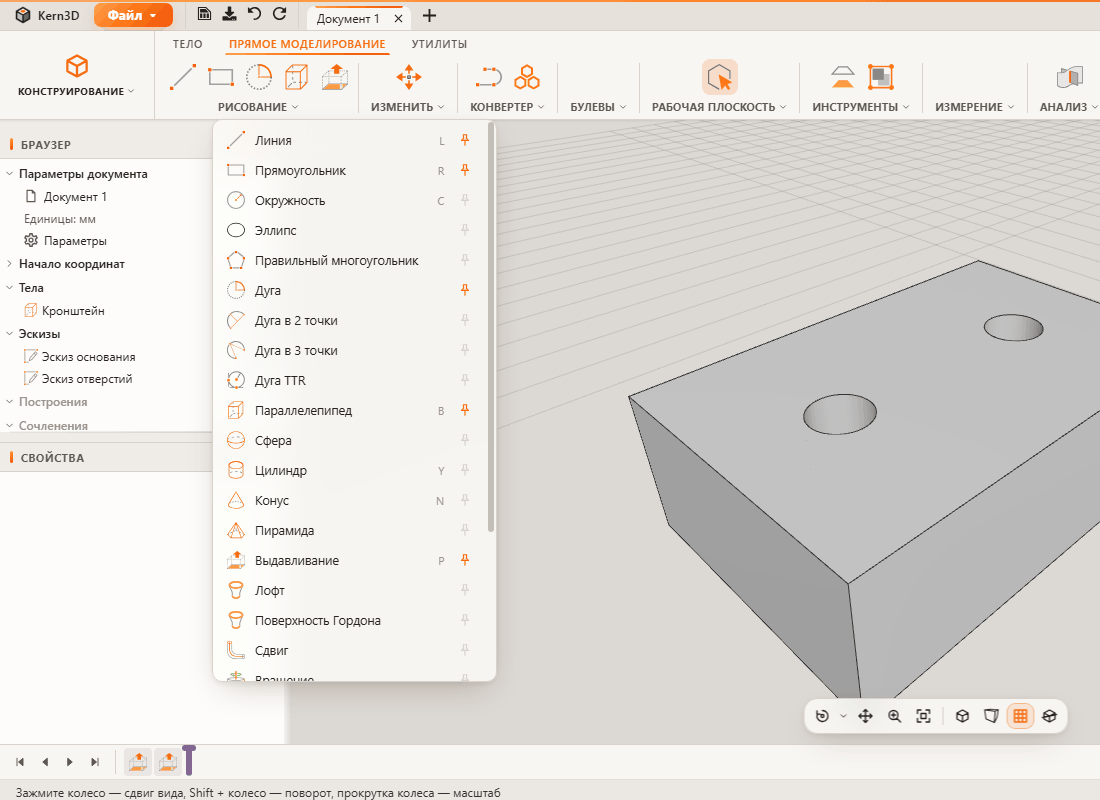 Kern3D
Файл
Документ 1
ТЕЛО
ПРЯМОЕ МОДЕЛИРОВАНИЕ
УТИЛИТЫ
КОНСТРУИРОВАНИЕ
РИСОВАНИЕ
ИЗМЕНИТЬ
КОНВЕРТЕР
БУЛЕВЫ
РАБОЧАЯ ПЛОСКОСТЬ
ИНСТРУМЕНТЫ
ИЗМЕРЕНИЕ
АНАЛИЗ
БРАУЗЕР
Параметры документа
Документ 1
Единицы: мм
Параметры
Начало координат
Тела
Кронштейн
Эскизы
Эскиз основания
Эскиз отверстий
Построения
Сочленения
СВОЙСТВА
Линия L
Прямоугольник R
Окружность C
Эллипс
Правильный многоугольник
Дуга
Дуга в 2 точки
Дуга в 3 точки
Дуга TTR
Параллелепипед B
Сфера
Цилиндр Y
Конус N
Пирамида
Выдавливание P
Лофт
Поверхность Гордона
Сдвиг
Вращение
Зажмите колесо — сдвиг вида, Shift + колесо — поворот, прокрутка колеса — масштаб